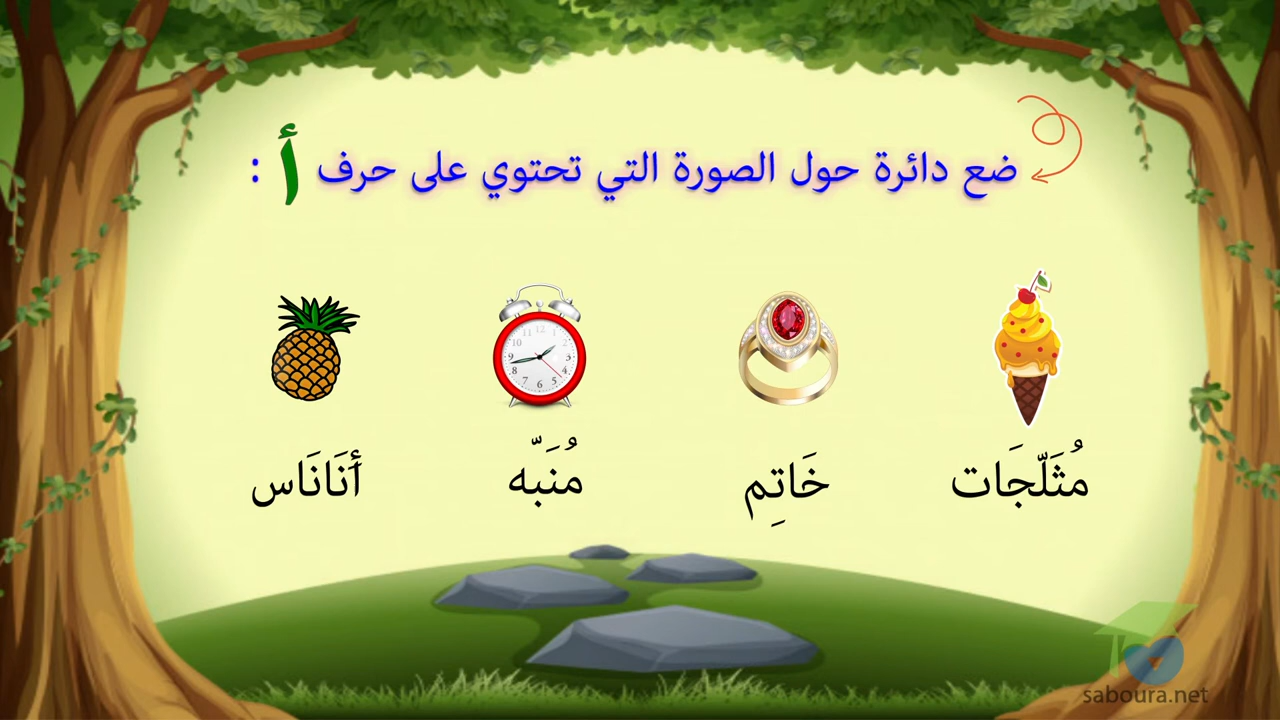 ضع دائرة حول الصورة التي تحتوي على حرف أ :
مُثَلَّجَات خَاتِم مُنَبّه أَنَانَاس
saboura.net